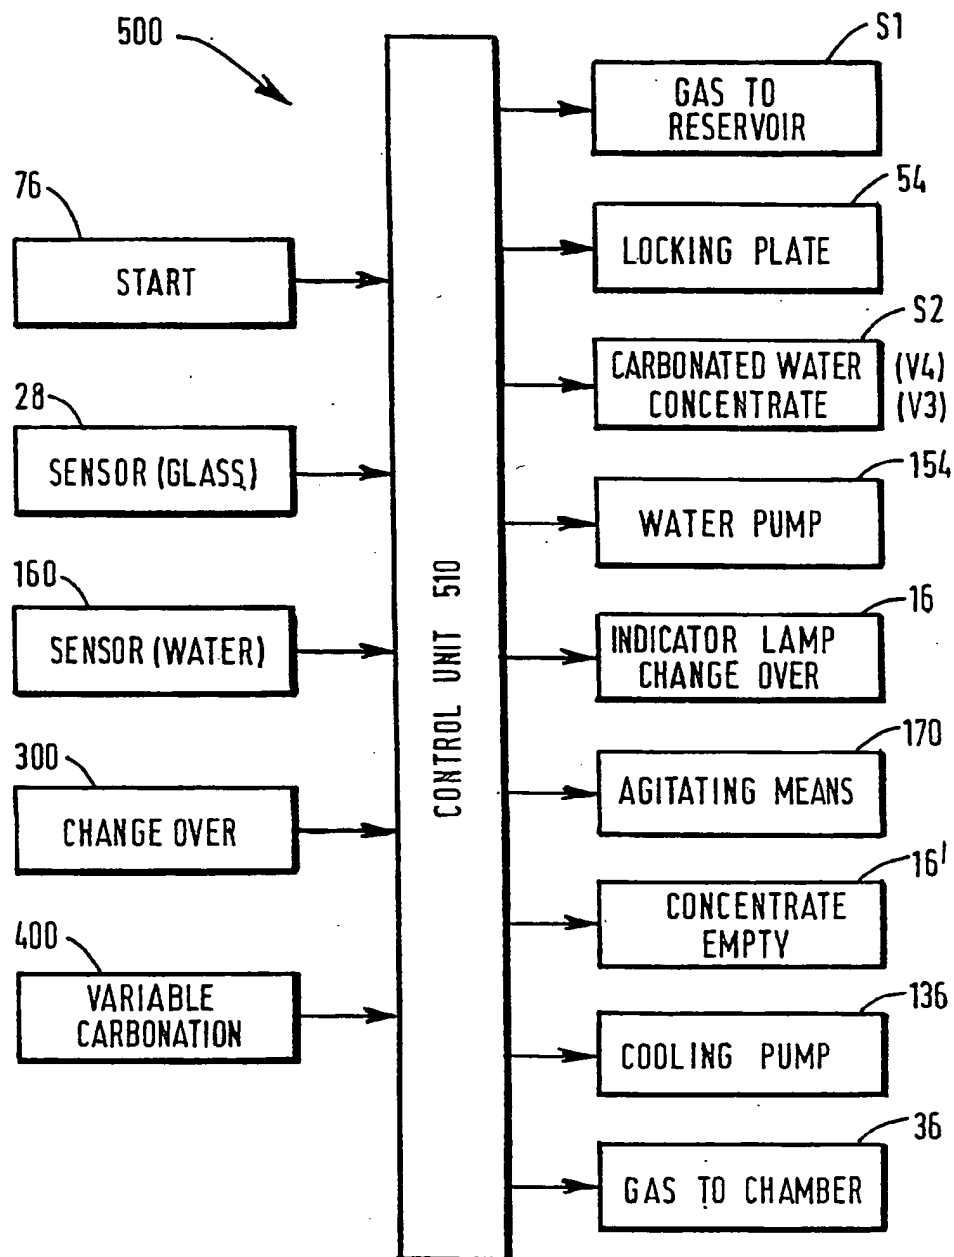 500
76
START
28
SENSOR (GLASS)
160
SENSOR (WATER)
300
CHANGE OVER
400
VARIABLE
CARBONATION
CONTROL UNIT 510
S1
GAS TO
RESERVOIR
54
LOCKING PLATE
S2
CARBONATED WATER (V4)
CONCENTRATE (V3)
154
WATER PUMP
16
INDICATOR LAMP
CHANGE OVER
170
AGITATING MEANS
16'
CONCENTRATE
EMPTY
136
COOLING PUMP
36
GAS TO CHAMBER